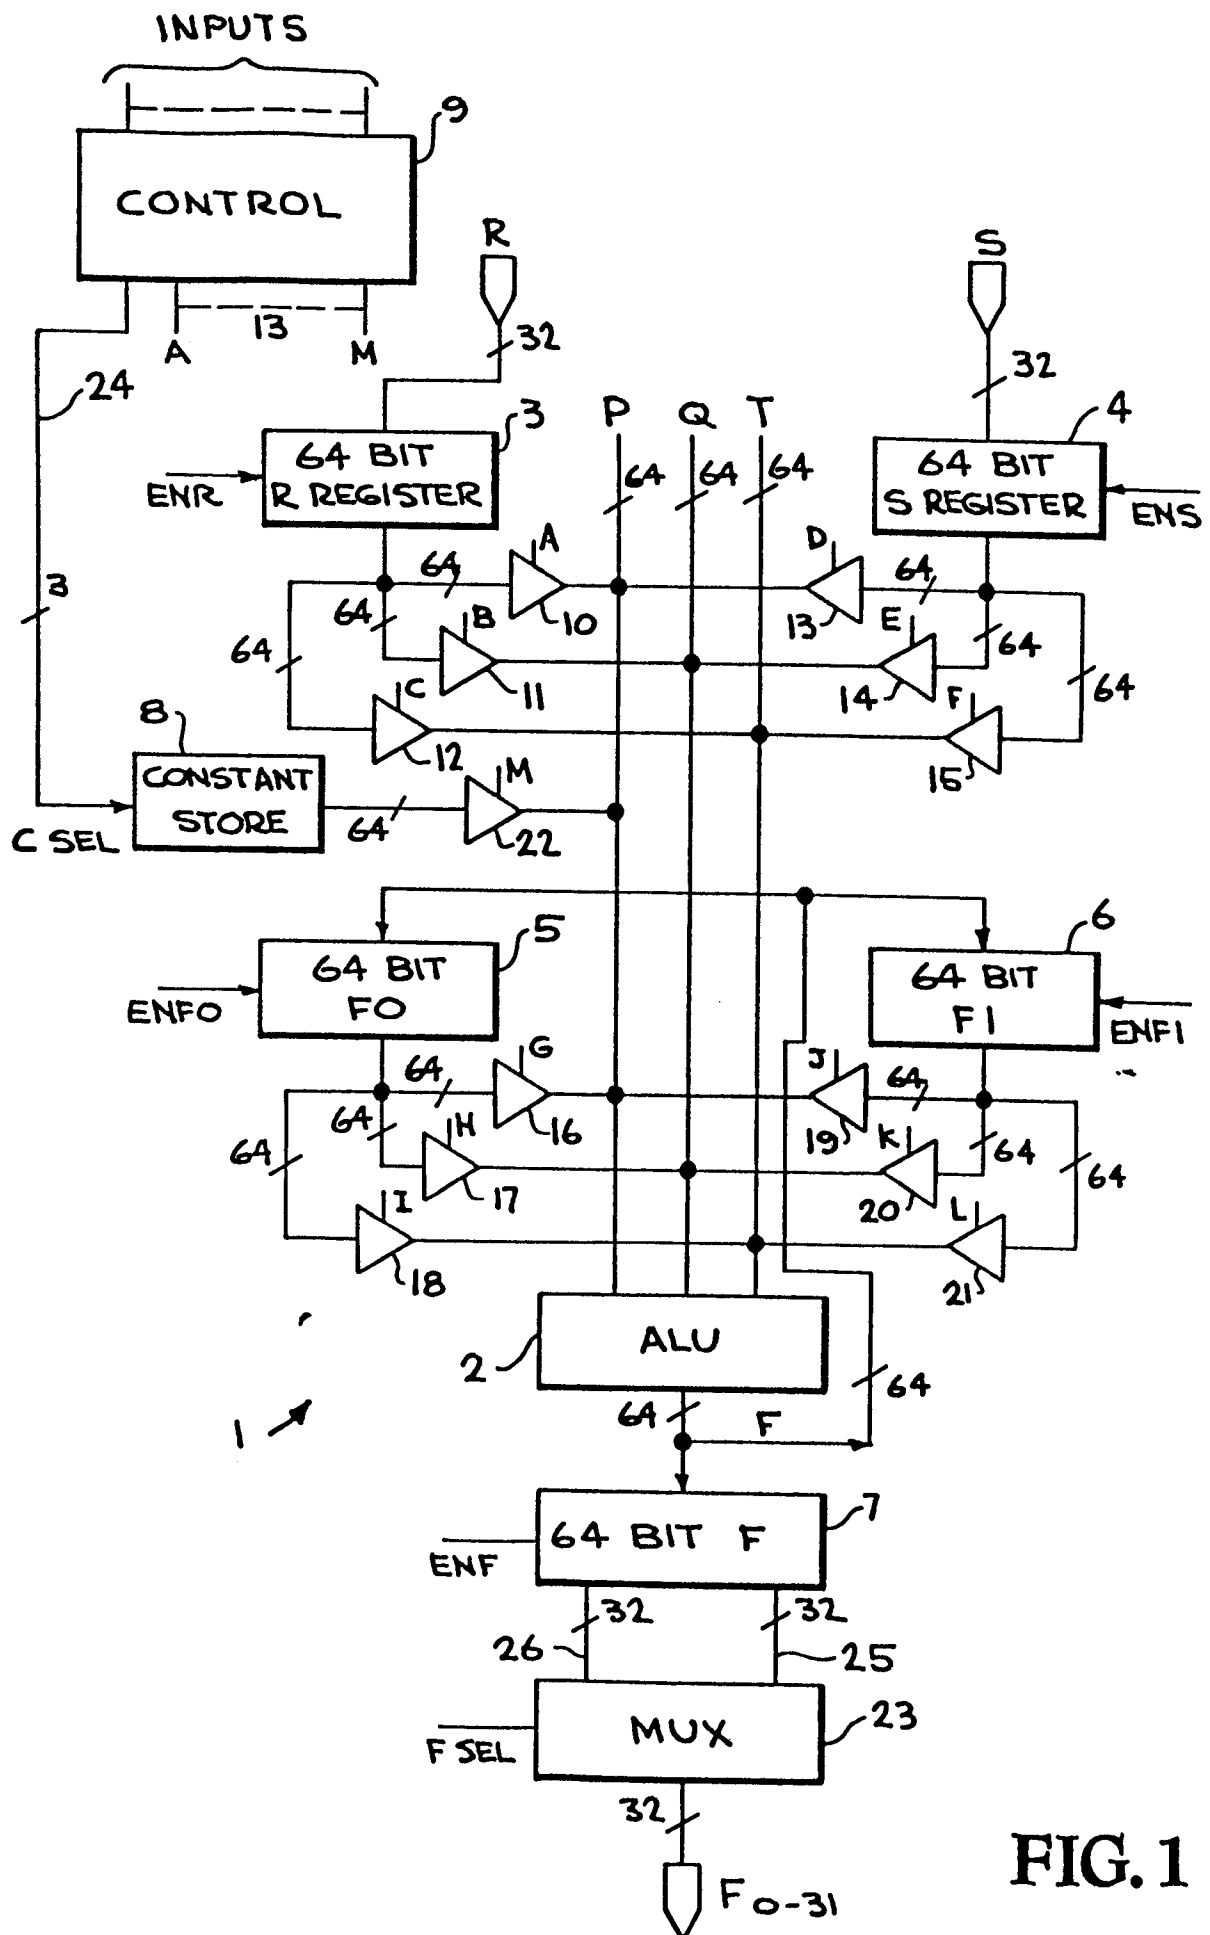 INPUTS
9
CONTROL
R
S
13
A
M
32
32
24
3
P
Q
T
4
64 BIT
R REGISTER
ENR
64
64
64
64 BIT
S REGISTER
ENS
A
D
64
64
10
13
3
64
B
E
64
64
11
14
64
C
F
12
15
8
CONSTANT
STORE
M
C SEL
64
22
5
6
64 BIT
F0
ENFO
64 BIT
F1
ENF1
G
J
64
64
16
19
64
H
K
64
64
17
20
64
I
L
18
21
ALU
2
64
64
F
1
7
64 BIT F
ENF
32
32
26
25
MUX
23
F SEL
32
F0-31
FIG. 1